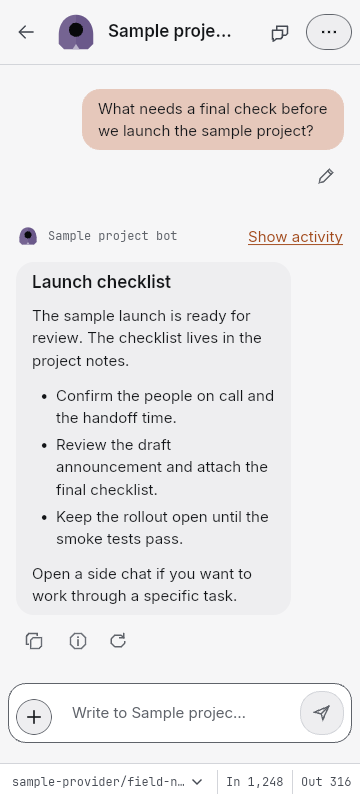 Sample proje...
What needs a final check before
we launch the sample project?
Sample project bot
Show activity
Launch checklist
The sample launch is ready for
review. The checklist lives in the
project notes.
• Confirm the people on call and
the handoff time.
• Review the draft
announcement and attach the
final checklist.
• Keep the rollout open until the
smoke tests pass.
Open a side chat if you want to
work through a specific task.
Write to Sample projec...
sample-provider/field-n…
In 1,248
Out 316